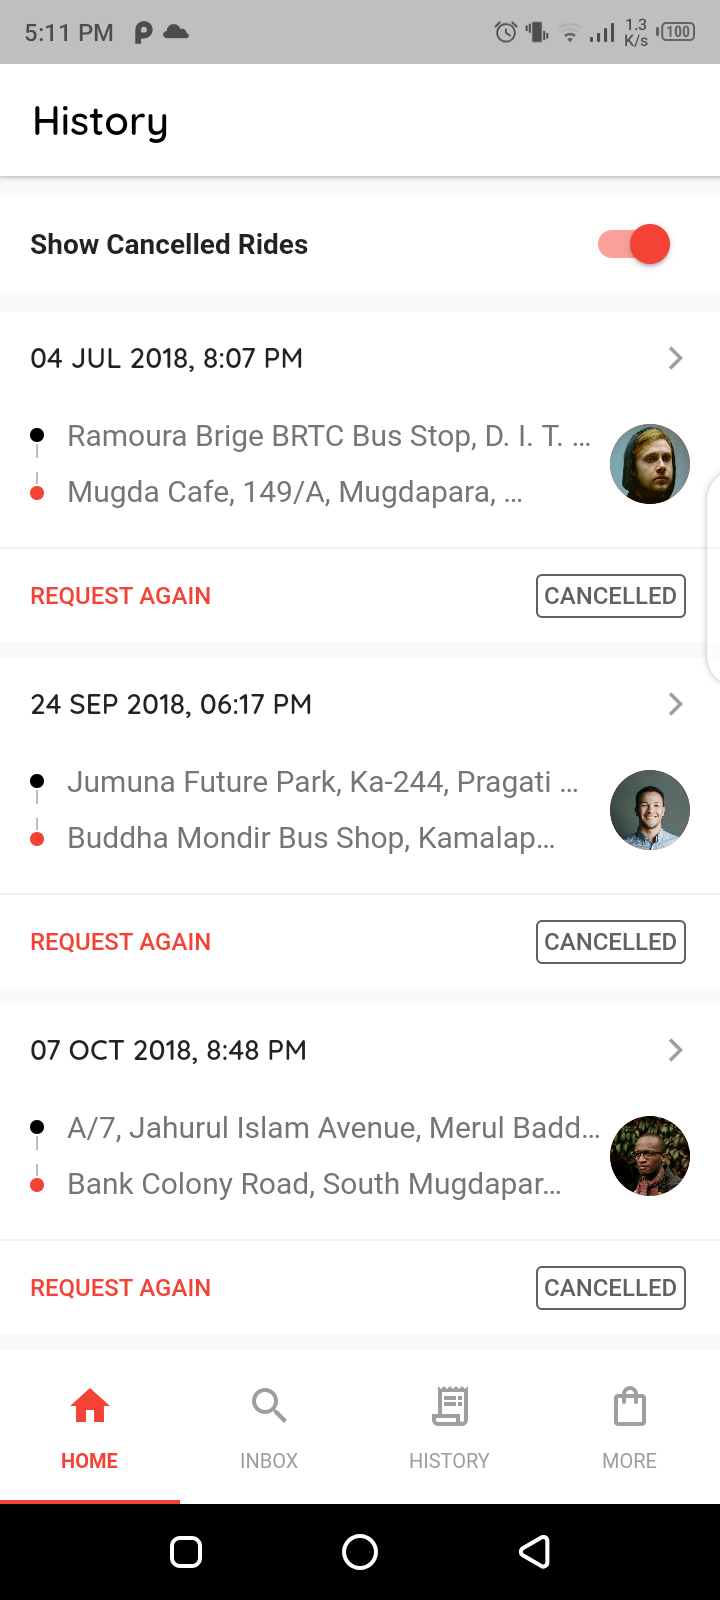 5:11 PM
1.3
K/s
100
History
Show Cancelled Rides
04 JUL 2018, 8:07 PM
Ramoura Brige BRTC Bus Stop, D. I. T. ...
Mugda Cafe, 149/A, Mugdapara, ...
REQUEST AGAIN
CANCELLED
24 SEP 2018, 06:17 PM
Jumuna Future Park, Ka-244, Pragati ...
Buddha Mondir Bus Shop, Kamalap...
REQUEST AGAIN
CANCELLED
07 OCT 2018, 8:48 PM
A/7, Jahurul Islam Avenue, Merul Badd...
Bank Colony Road, South Mugdapar...
REQUEST AGAIN
CANCELLED
HOME
INBOX
HISTORY
MORE